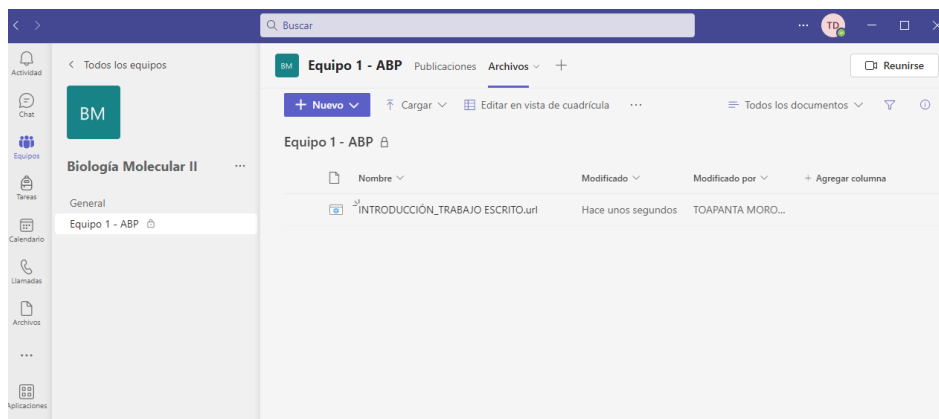 Buscar
TD
Actividad
Chat
Equipos
Tareas
Calendario
Llamadas
Archivos
Aplicaciones
Todos los equipos
BM
Biología Molecular II
General
Equipo 1 - ABP
BM Equipo 1 - ABP Publicaciones Archivos Reunirse
Nuevo Cargar Editar en vista de cuadrícula Todos los documentos
Equipo 1 - ABP
Nombre Modificado Modificado por + Agregar columna
INTRODUCCIÓN_TRABAJO ESCRITO.url Hace unos segundos TOAPANTA MORO...